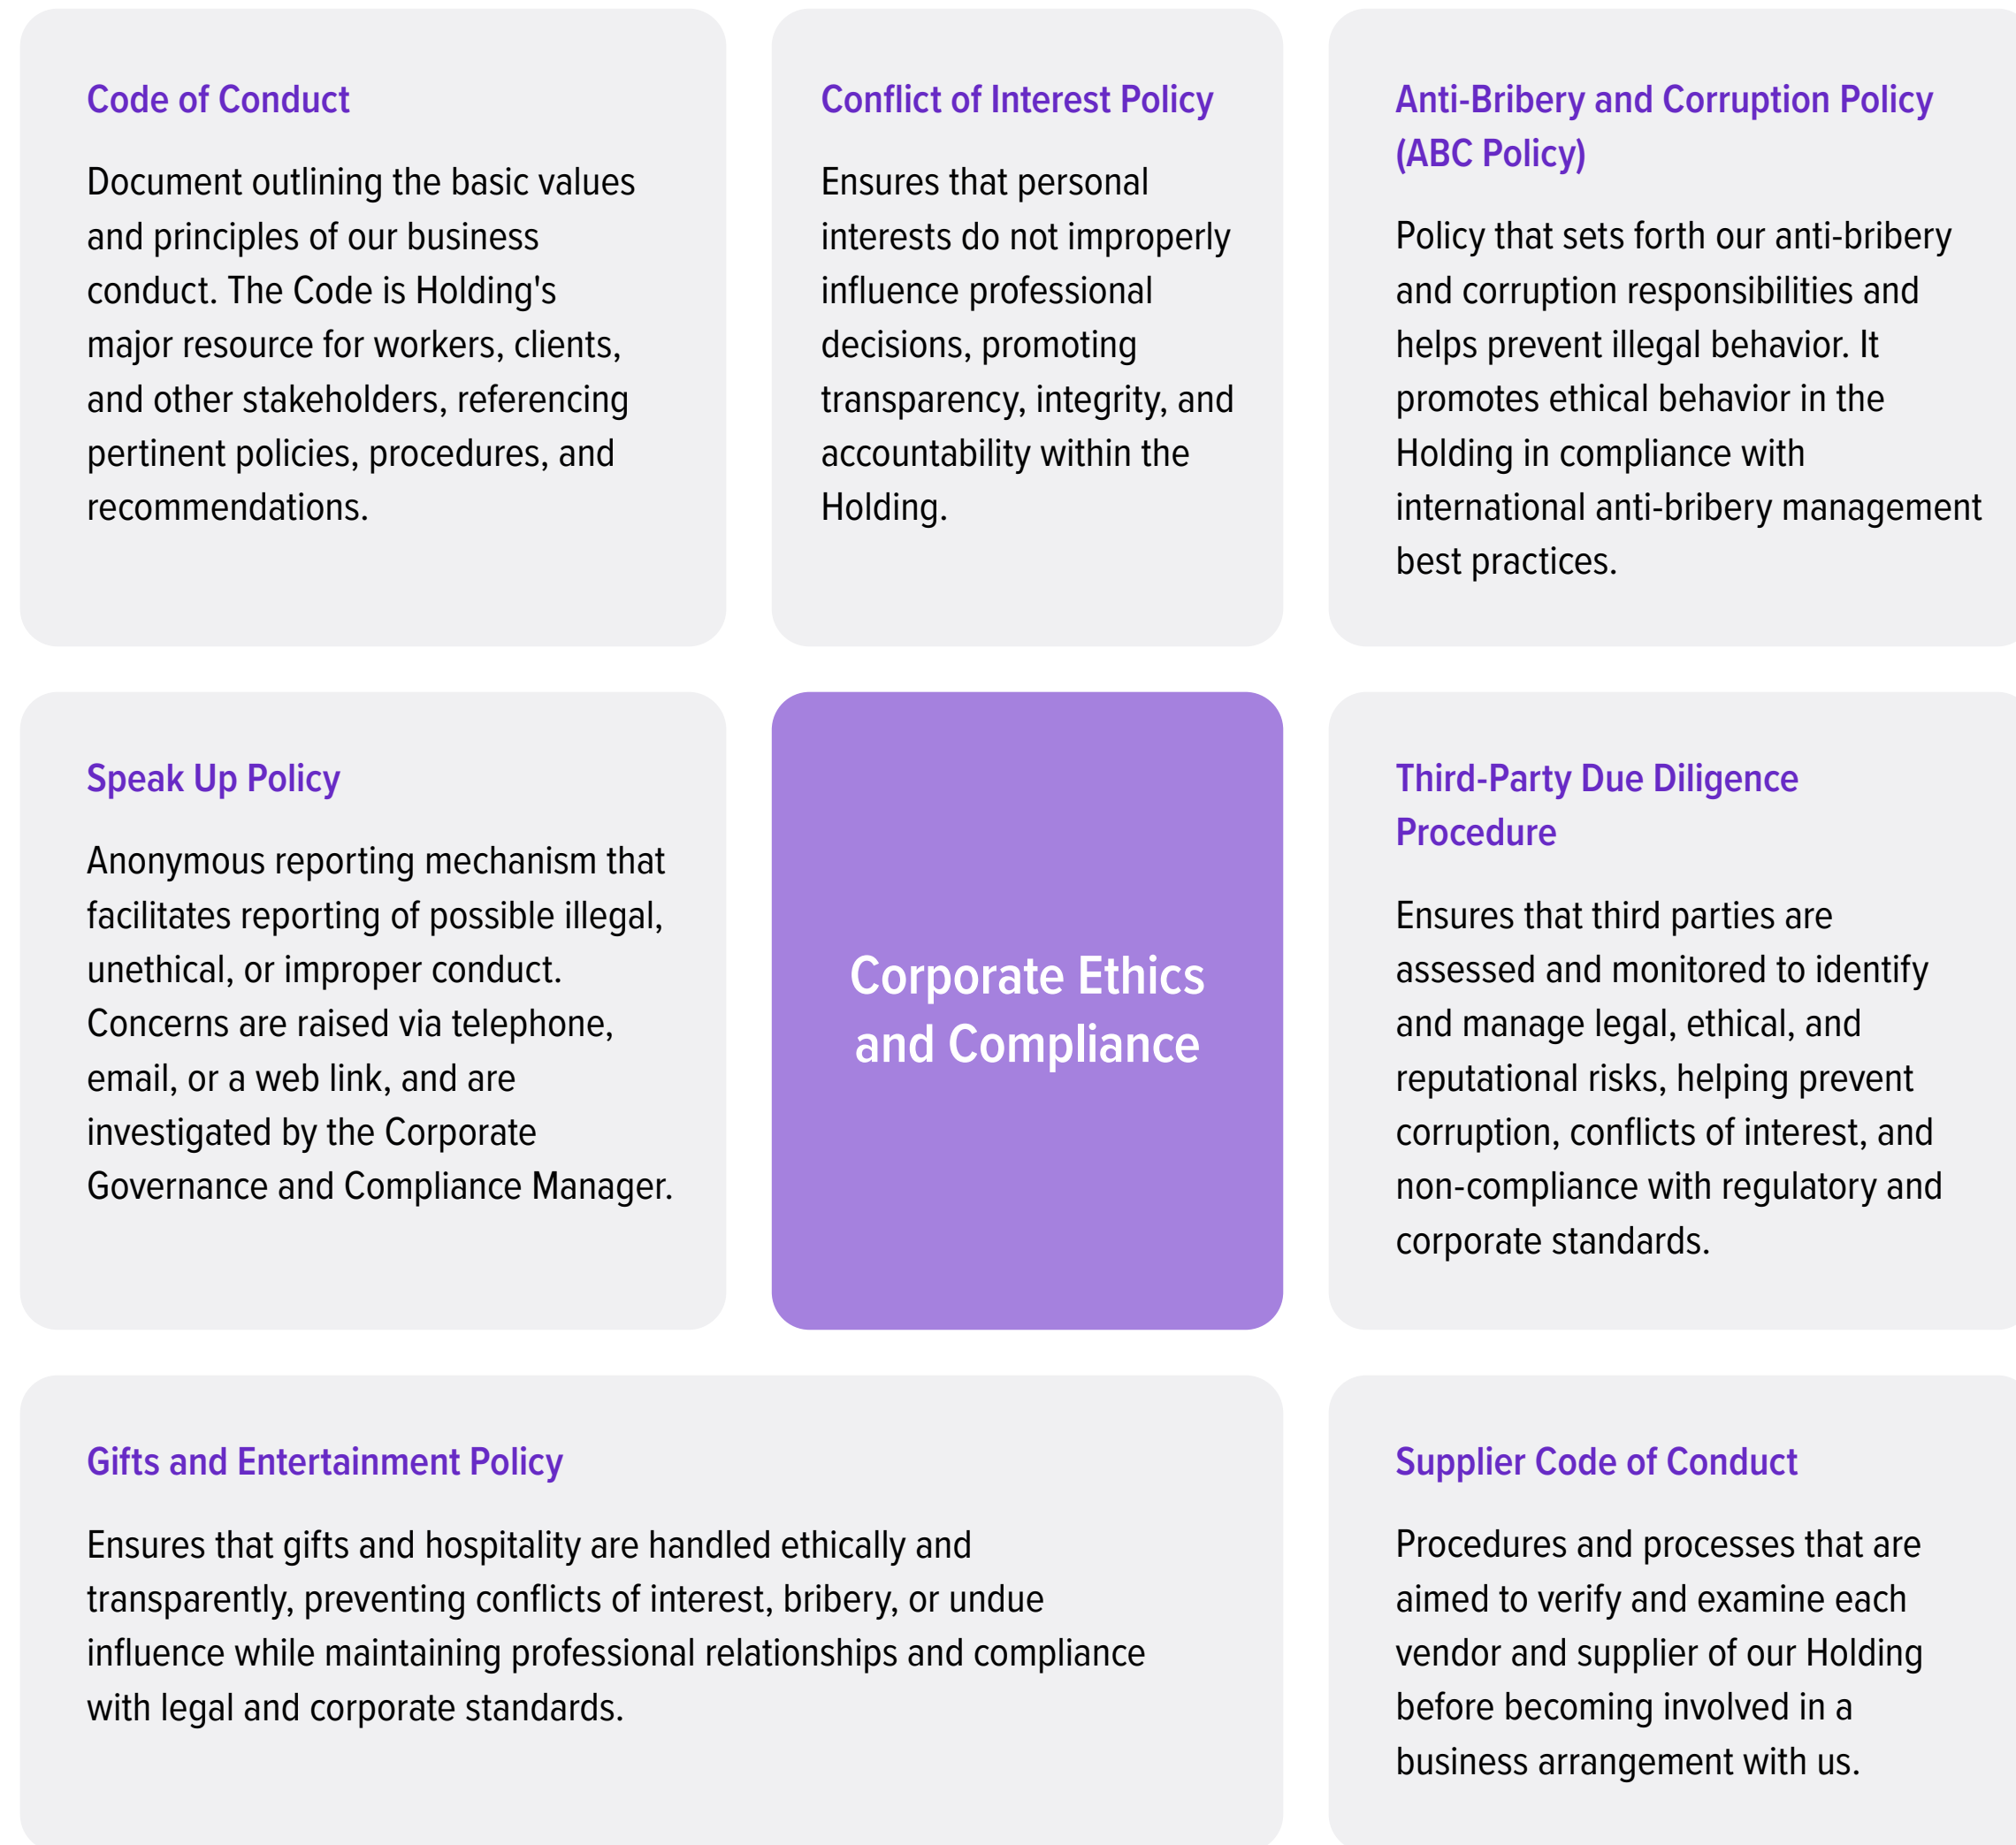 Code of Conduct
Document outlining the basic values
and principles of our business
conduct. The Code is Holding's
major resource for workers, clients,
and other stakeholders, referencing
pertinent policies, procedures, and
recommendations.
Conflict of Interest Policy
Ensures that personal
interests do not improperly
influence professional
decisions, promoting
transparency, integrity, and
accountability within the
Holding.
Anti-Bribery and Corruption Policy
(ABC Policy)
Policy that sets forth our anti-bribery
and corruption responsibilities and
helps prevent illegal behavior. It
promotes ethical behavior in the
Holding in compliance with
international anti-bribery management
best practices.
Speak Up Policy
Anonymous reporting mechanism that
facilitates reporting of possible illegal,
unethical, or improper conduct.
Concerns are raised via telephone,
email, or a web link, and are
investigated by the Corporate
Governance and Compliance Manager.
Corporate Ethics
and Compliance
Third-Party Due Diligence
Procedure
Ensures that third parties are
assessed and monitored to identify
and manage legal, ethical, and
reputational risks, helping prevent
corruption, conflicts of interest, and
non-compliance with regulatory and
corporate standards.
Gifts and Entertainment Policy
Ensures that gifts and hospitality are handled ethically and
transparently, preventing conflicts of interest, bribery, or undue
influence while maintaining professional relationships and compliance
with legal and corporate standards.
Supplier Code of Conduct
Procedures and processes that are
aimed to verify and examine each
vendor and supplier of our Holding
before becoming involved in a
business arrangement with us.